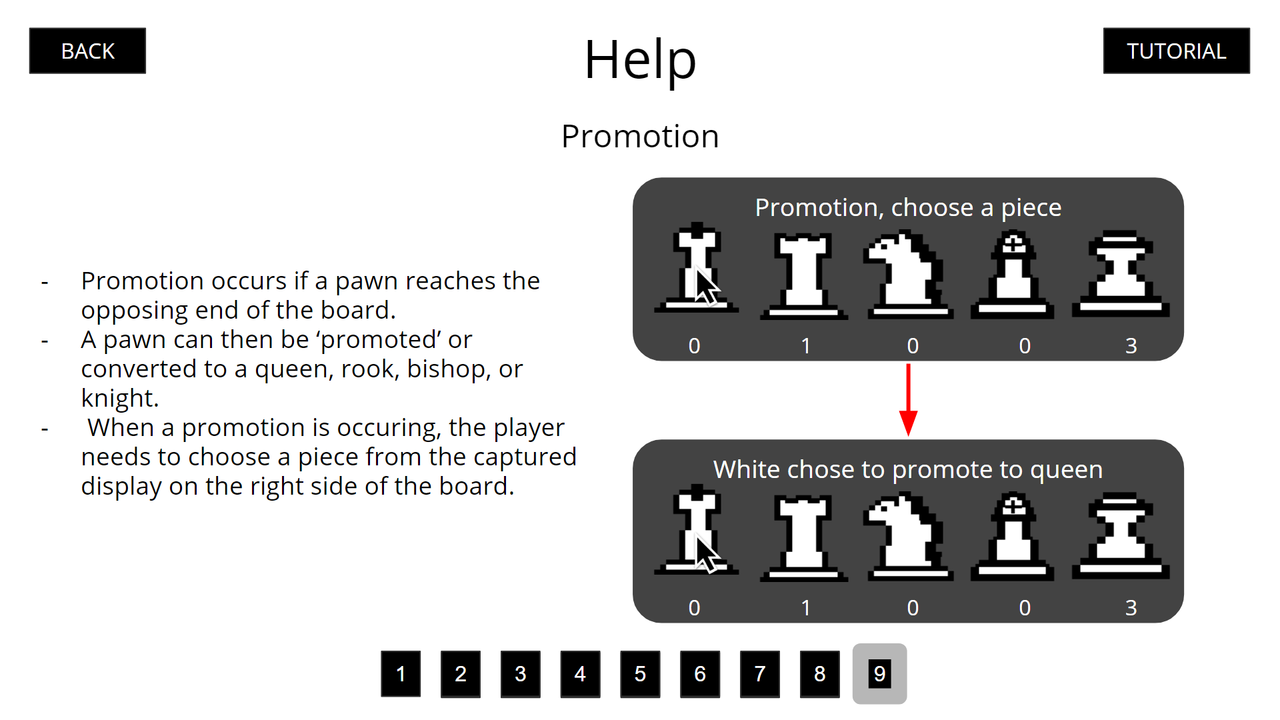 BACK
Help
TUTORIAL
Promotion
- Promotion occurs if a pawn reaches the
opposing end of the board.
- A pawn can then be ‘promoted’ or
converted to a queen, rook, bishop, or
knight.
- When a promotion is occuring, the player
needs to choose a piece from the captured
display on the right side of the board.
Promotion, choose a piece
0 1 0 0 3
White chose to promote to queen
0 1 0 0 3
1 2 3 4 5 6 7 8 9